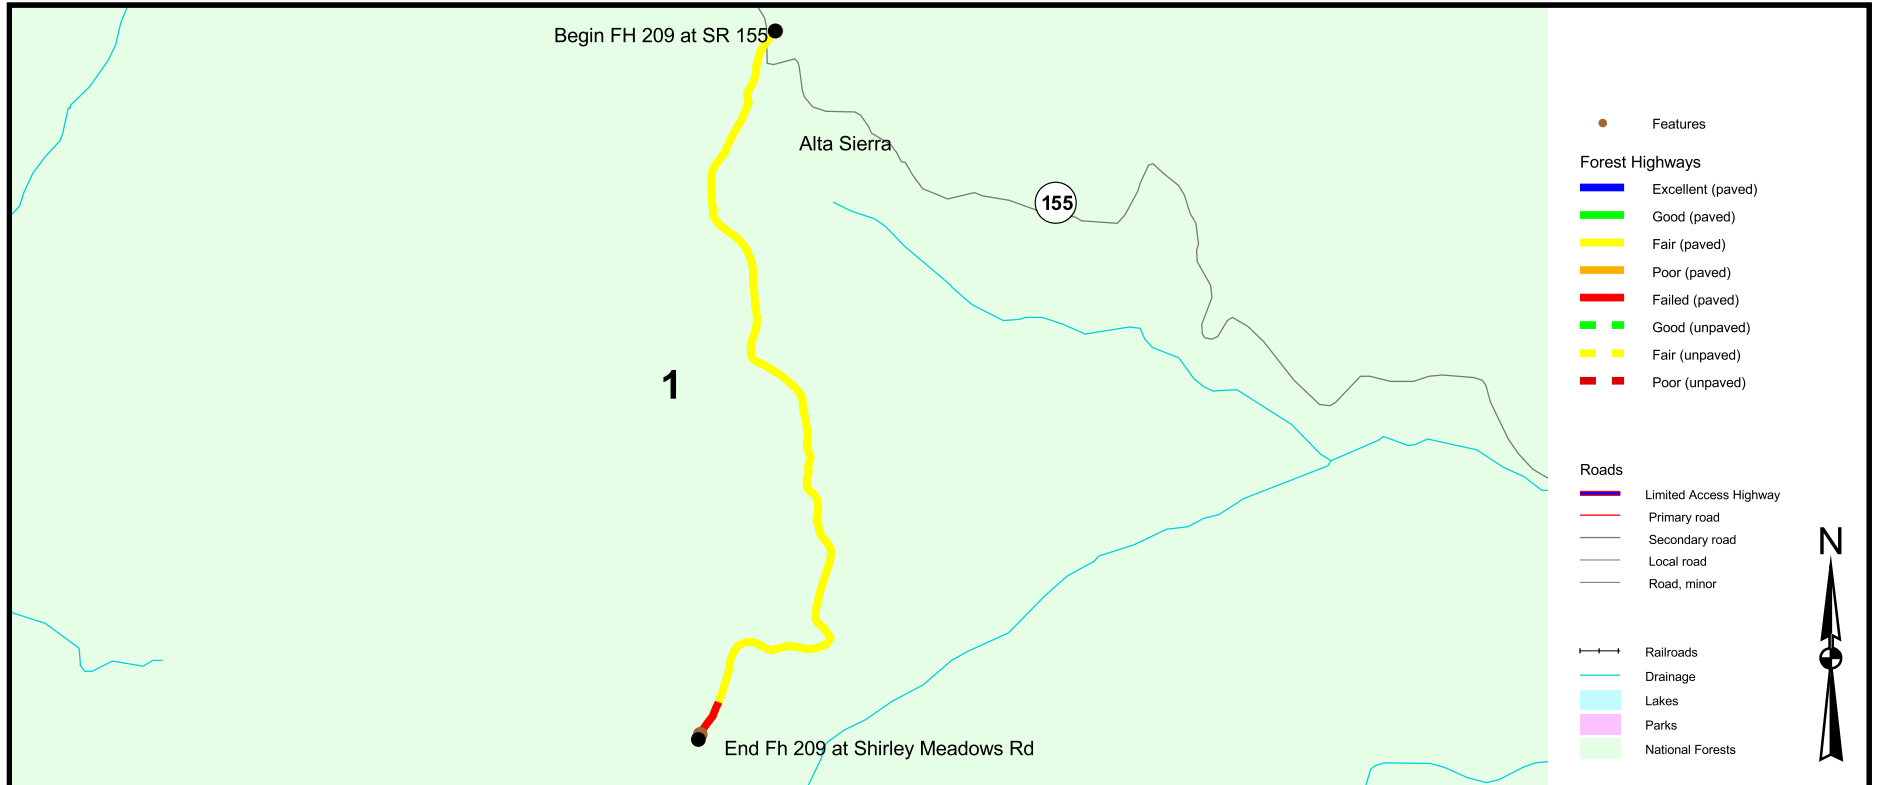 Begin FH 209 at SR 155
Alta Sierra
155
1
End Fh 209 at Shirley Meadows Rd
Features
Forest Highways
Excellent (paved)
Good (paved)
Fair (paved)
Poor (paved)
Failed (paved)
Good (unpaved)
Fair (unpaved)
Poor (unpaved)
Roads
Limited Access Highway
Primary road
Secondary road
Local road
Road, minor
N
Railroads
Drainage
Lakes
Parks
National Forests